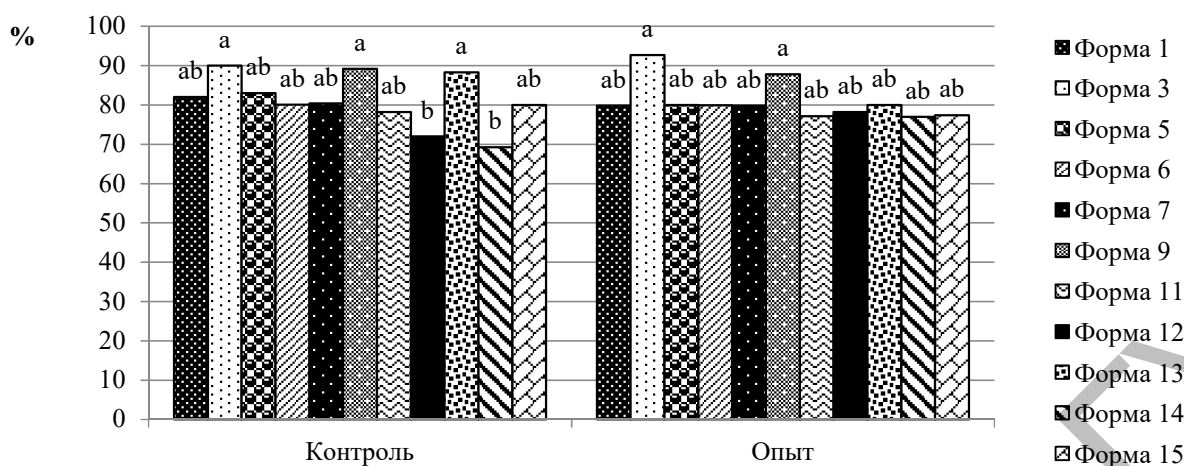 %
100
90
80
70
60
50
40
30
20
10
0
ab a ab ab ab a ab b a b ab
a ab ab ab ab a ab ab ab ab ab
Контроль Опыт
Форма 1
Форма 3
Форма 5
Форма 6
Форма 7
Форма 9
Форма 11
Форма 12
Форма 13
Форма 14
Форма 15